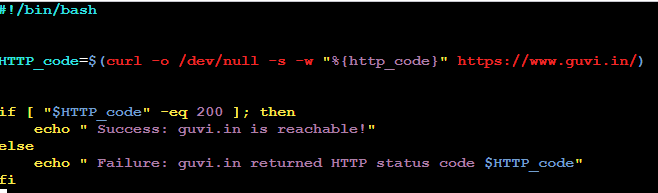 #!/bin/bash
HTTP_code=$(curl -o /dev/null -s -w "%{http_code}" https://www.guvi.in/)
if [ "$HTTP_code" -eq 200 ]; then
    echo " Success: guvi.in is reachable!"
else
    echo " Failure: guvi.in returned HTTP status code $HTTP_code"
fi